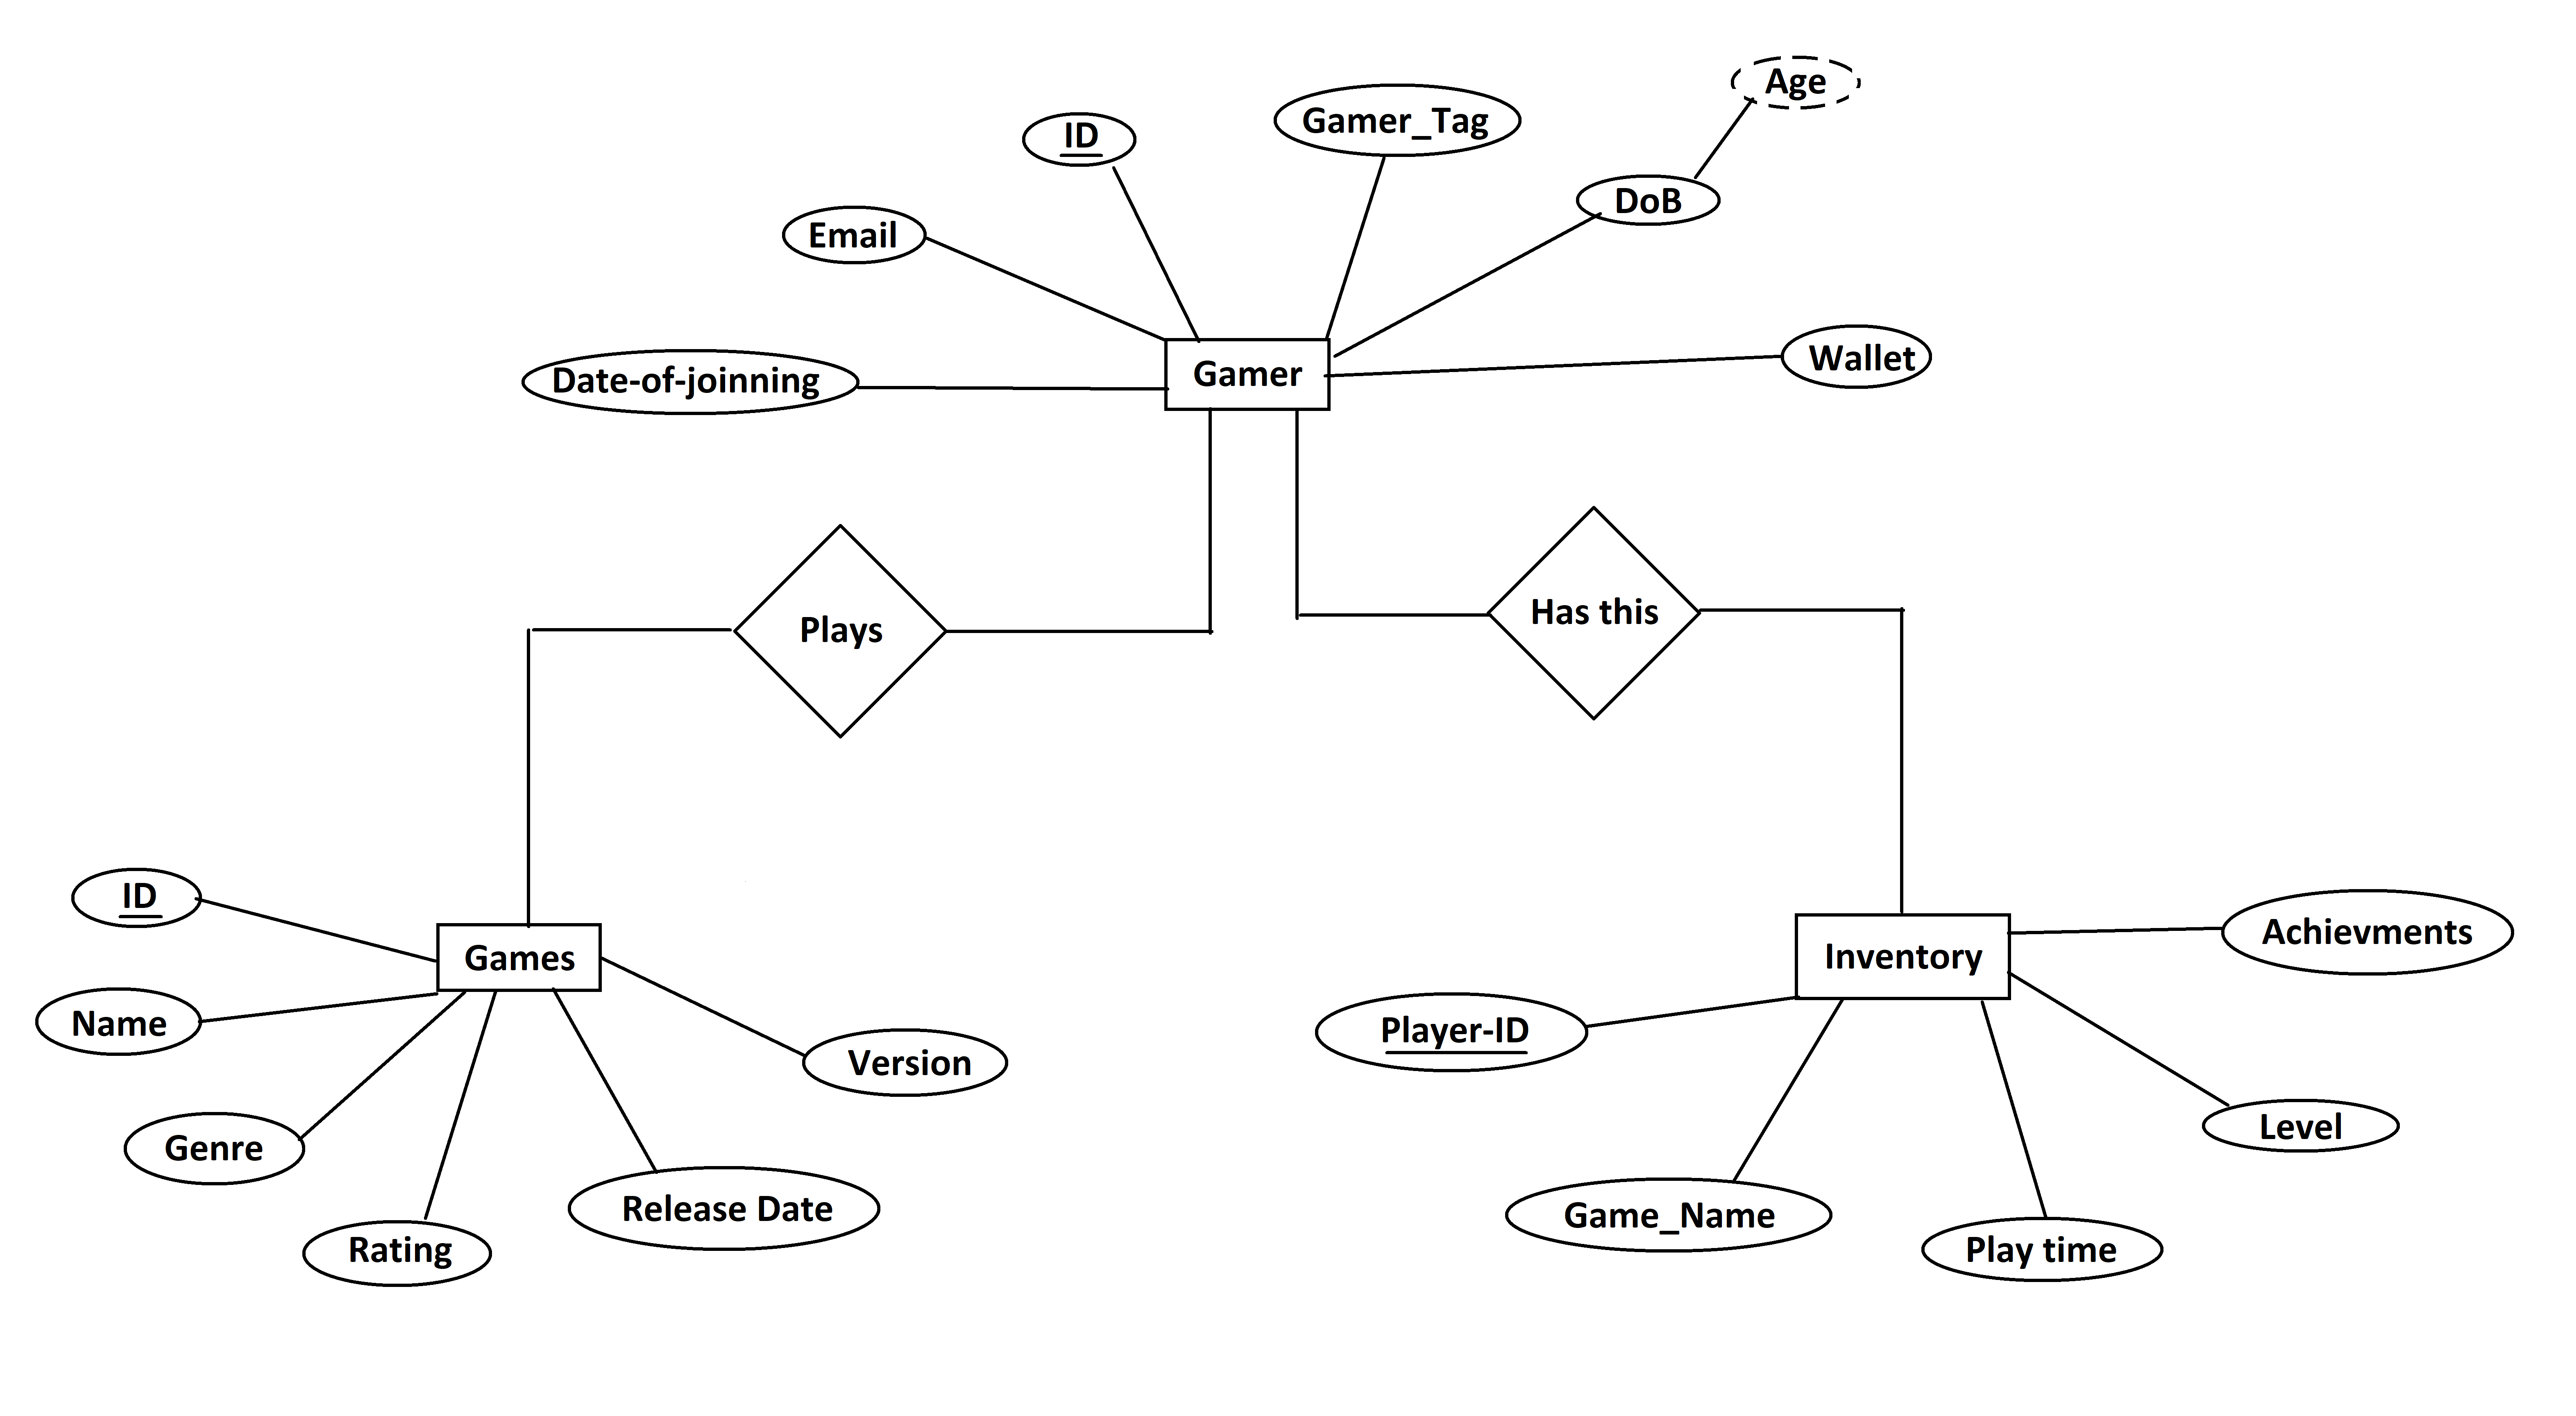 Age
Gamer_Tag
ID
DoB
Email
Wallet
Gamer
Date-of-joinning
Has this
Plays
ID
Achievments
Games
Inventory
Name
Player-ID
Version
Level
Genre
Release Date
Game_Name
Rating
Play time